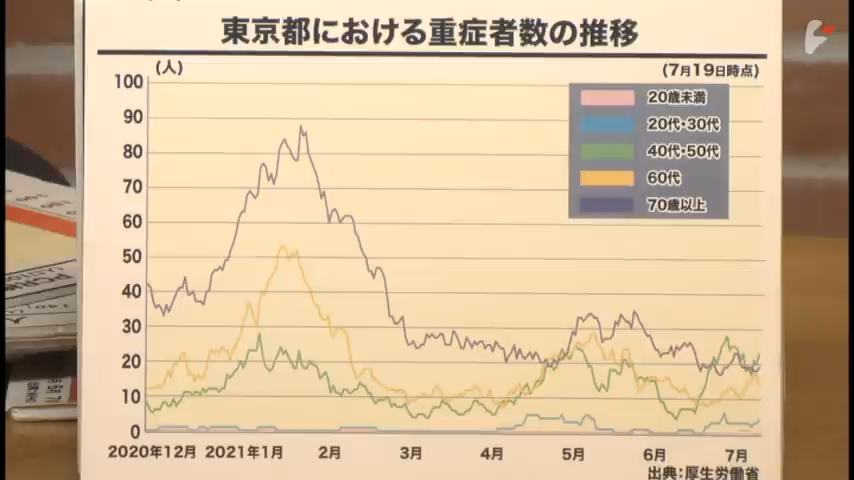 東京都における重症者数の推移
(人)
(7月19日時点)
100
90
80
70
60
50
40
30
20
10
0
20歳未満
20代・30代
40代・50代
60代
70歳以上
2020年12月 2021年1月 2月 3月 4月 5月 6月 7月
出典：厚生労働省